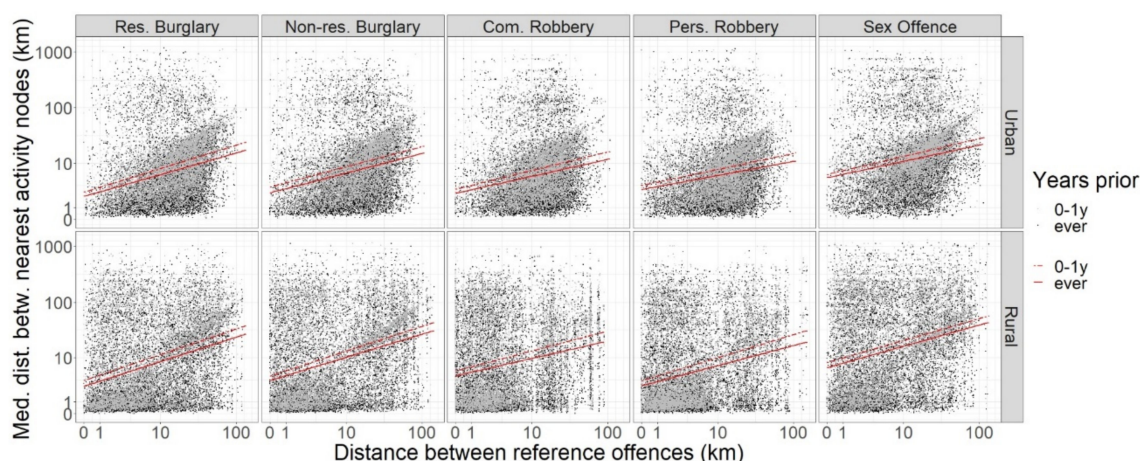 Res. Burglary Non-res. Burglary Com. Robbery Pers. Robbery Sex Offence
Med. dist. betw. nearest activity nodes (km)
1000
100
10
1
0
Urban
1000
100
10
1
0
Rural
0 1 10 100 0 1 10 100 0 1 10 100 0 1 10 100 0 1 10 100
Distance between reference offences (km)
Years prior
0-1y
ever
0-1y
ever